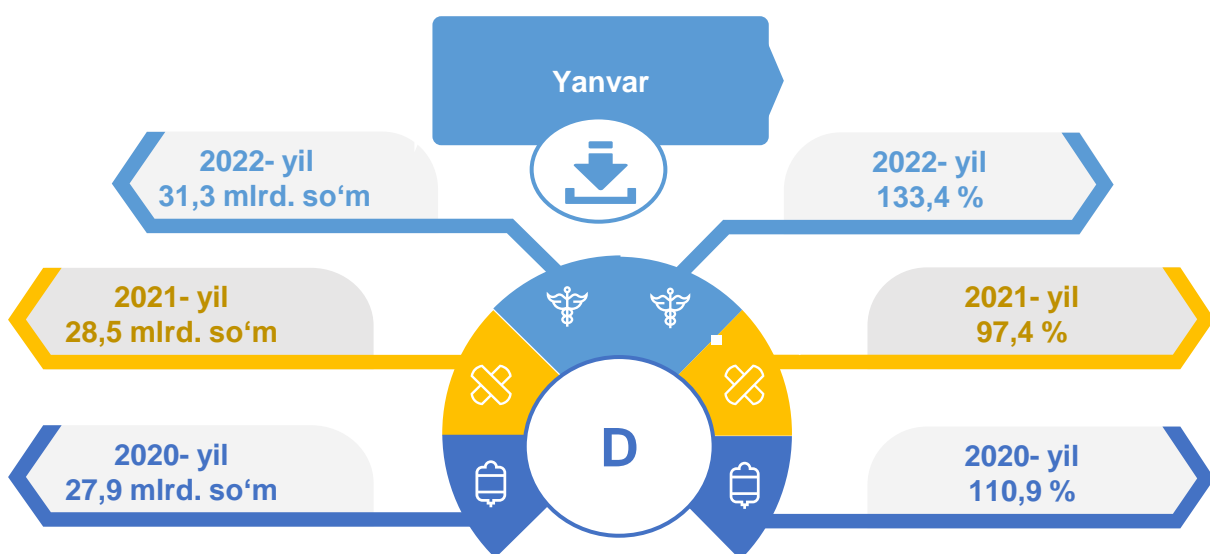 Yanvar
2022- yil
31,3 mlrd. so‘m
2022- yil
133,4 %
2021- yil
28,5 mlrd. so‘m
2021- yil
97,4 %
D
2020- yil
27,9 mlrd. so‘m
2020- yil
110,9 %